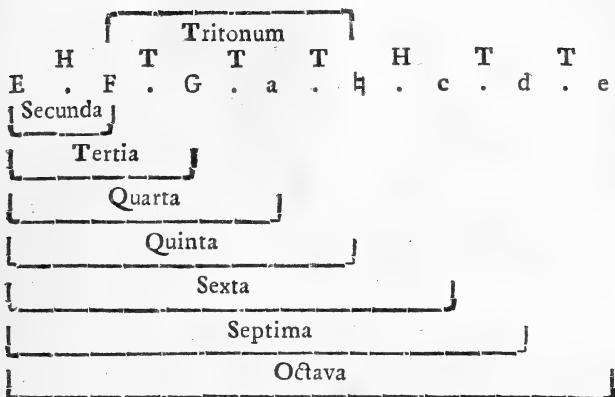 Tritonum
H T T T H T T
E . F . G . a . ♮ . c . d . e
Secunda
Tertia
Quarta
Quinta
Sexta
Septima
Octava